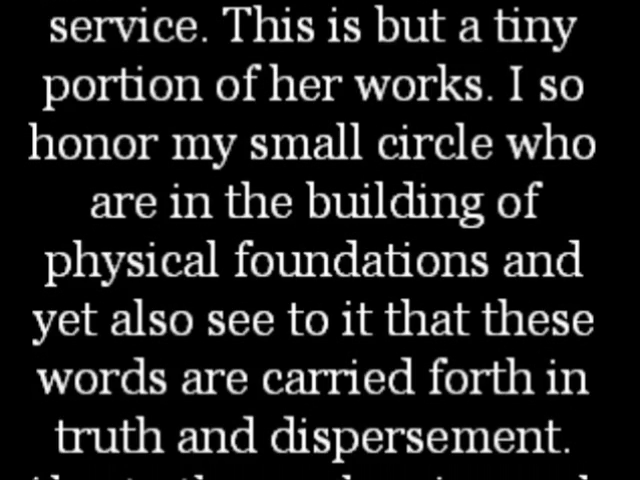 service. This is but a tiny
portion of her works. I so
honor my small circle who
are in the building of
physical foundations and
yet also see to it that these
words are carried forth in
truth and dispersement.